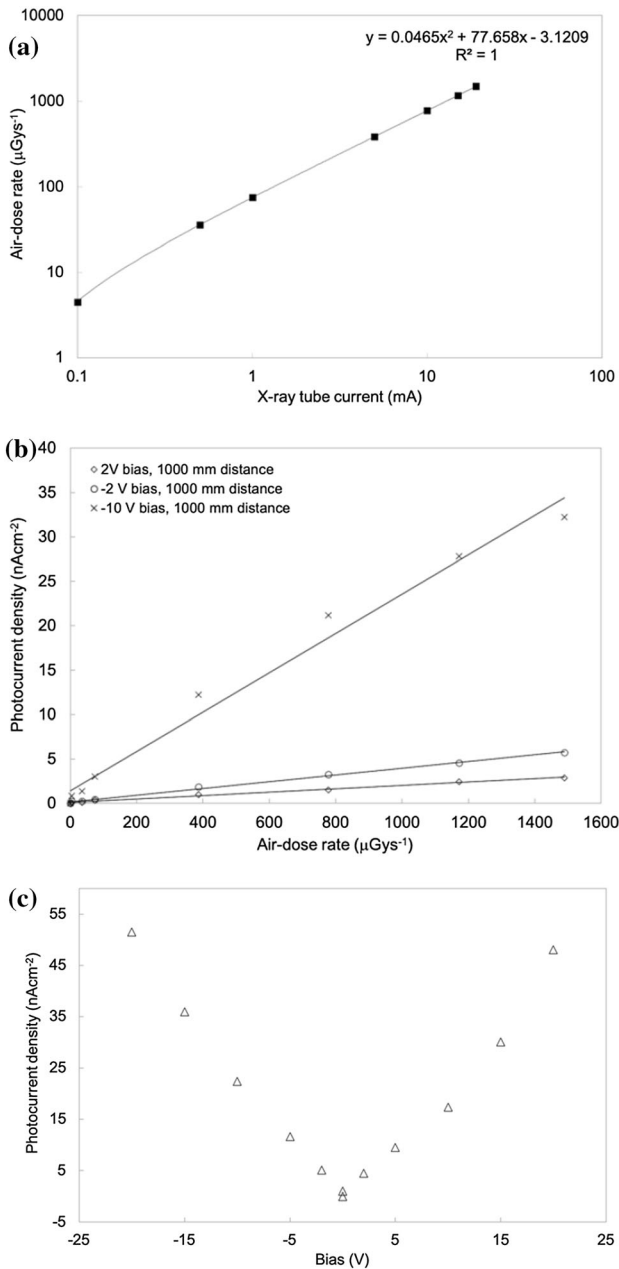 (a)
y = 0.0465x² + 77.658x - 3.1209
R² = 1
Air-dose rate (µGys⁻¹)
10000
1000
100
10
1
0.1
1
10
100
X-ray tube current (mA)
(b)
Photocurrent density (nAcm⁻²)
40
35
30
25
20
15
10
5
0
2V bias, 1000 mm distance
-2 V bias, 1000 mm distance
-10 V bias, 1000 mm distance
0
200
400
600
800
1000
1200
1400
1600
Air-dose rate (µGys⁻¹)
(c)
Photocurrent density (nAcm⁻²)
55
45
35
25
15
5
-5
-25
-15
-5
5
15
25
Bias (V)